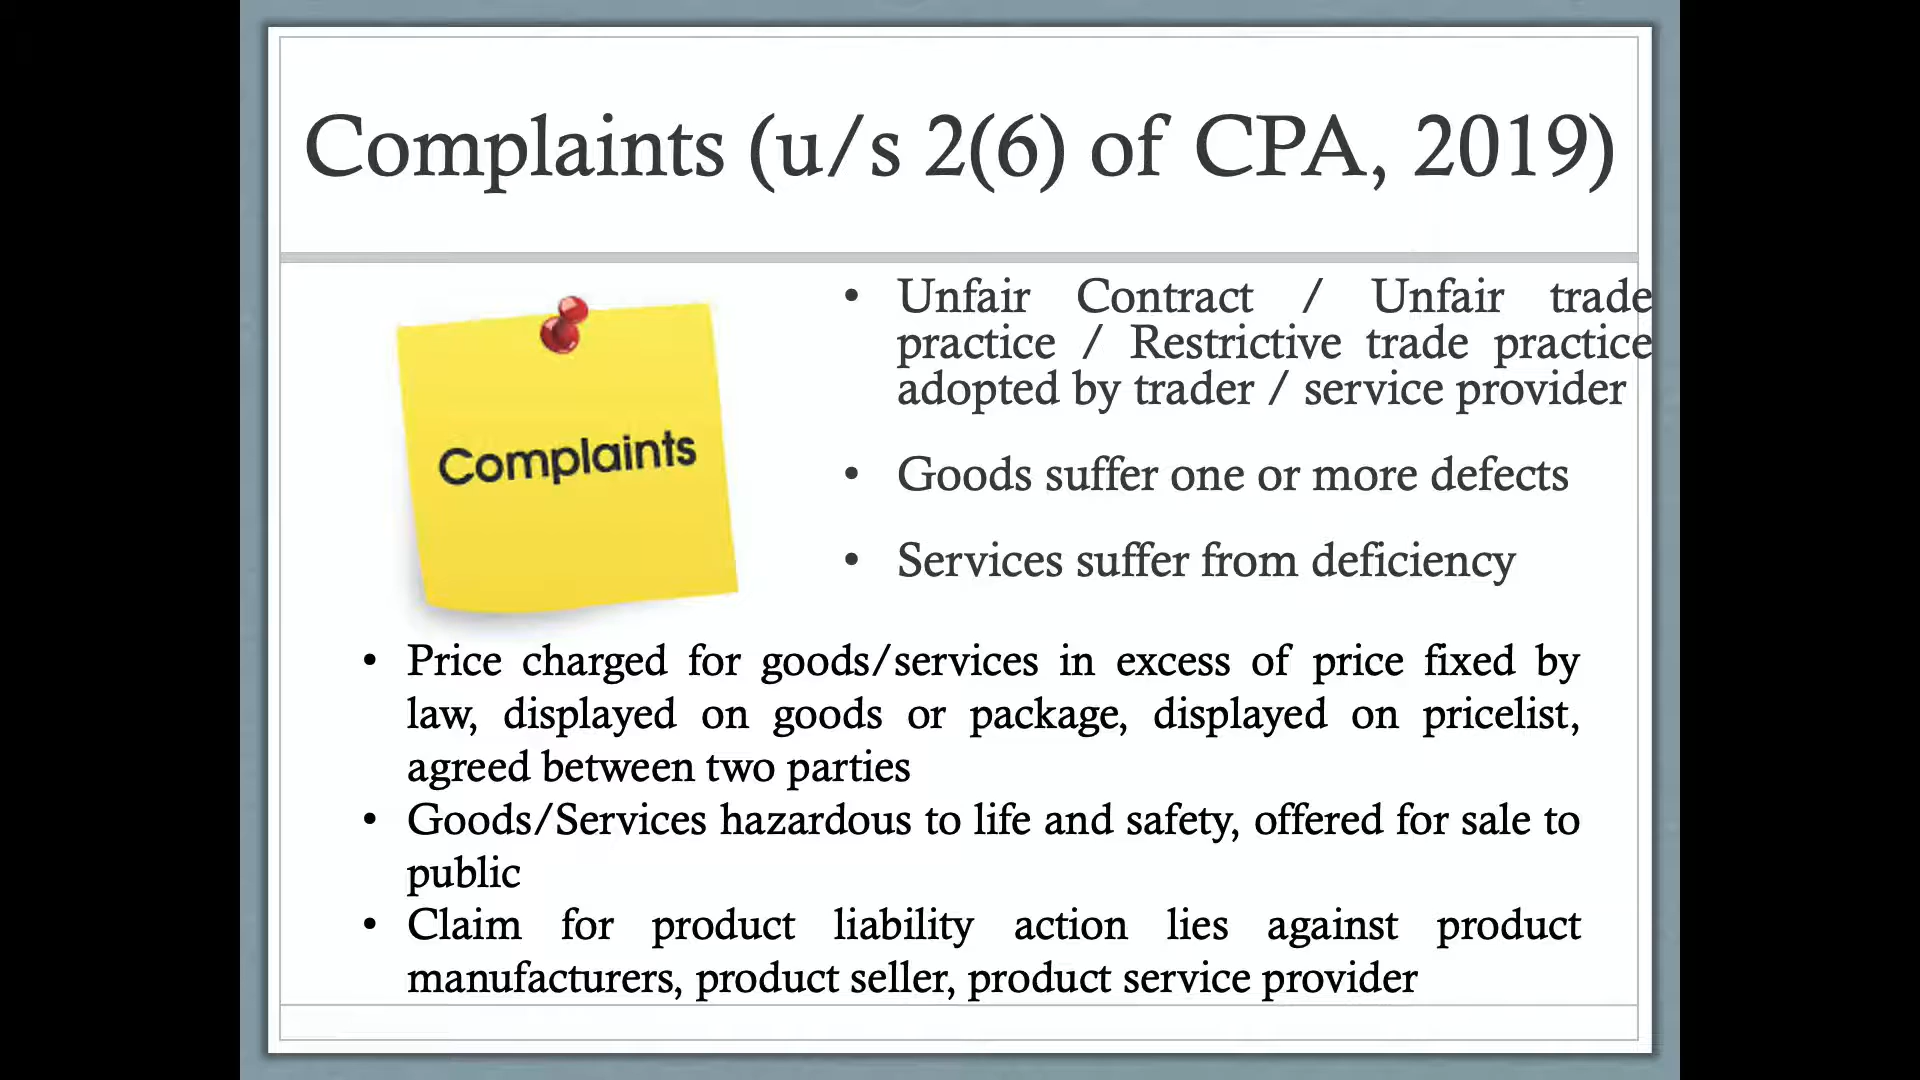 Complaints (u/s 2(6) of CPA, 2019)
Complaints
• Unfair Contract / Unfair trade
practice / Restrictive trade practice
adopted by trader / service provider
• Goods suffer one or more defects
• Services suffer from deficiency
• Price charged for goods/services in excess of price fixed by
law, displayed on goods or package, displayed on pricelist,
agreed between two parties
• Goods/Services hazardous to life and safety, offered for sale to
public
• Claim for product liability action lies against product
manufacturers, product seller, product service provider